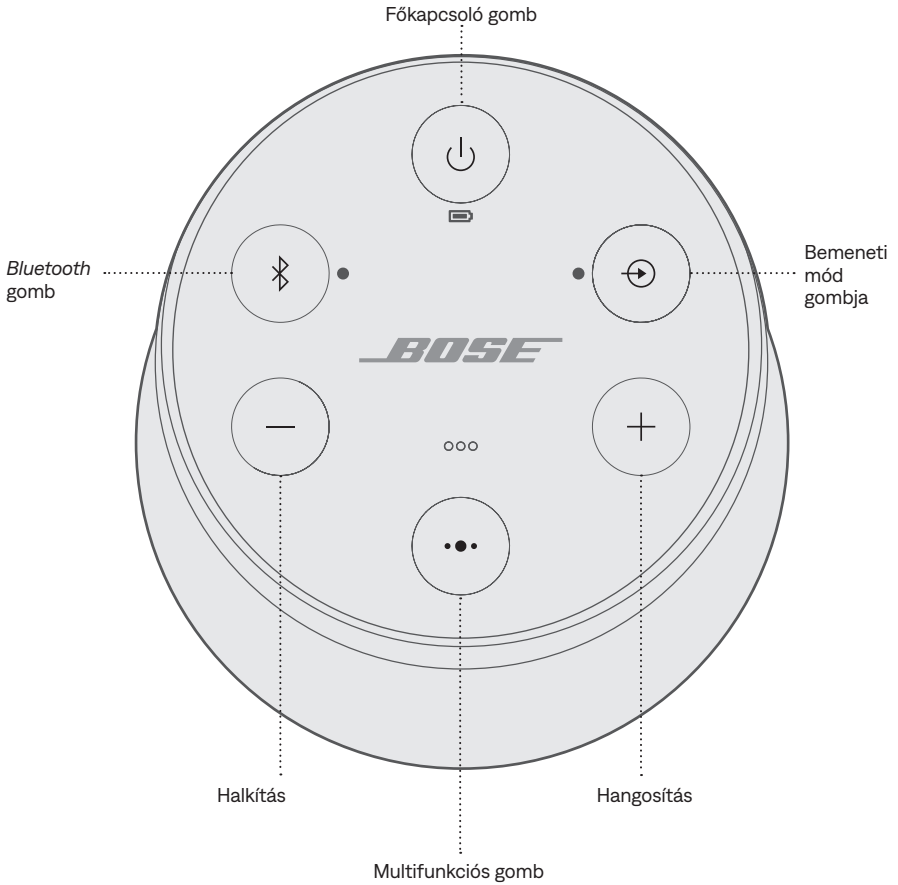 Főkapcsoló gomb
Bluetooth
gomb
Bemeneti
mód
gombja
BOSE
Halkítás
Hangosítás
Multifunkciós gomb